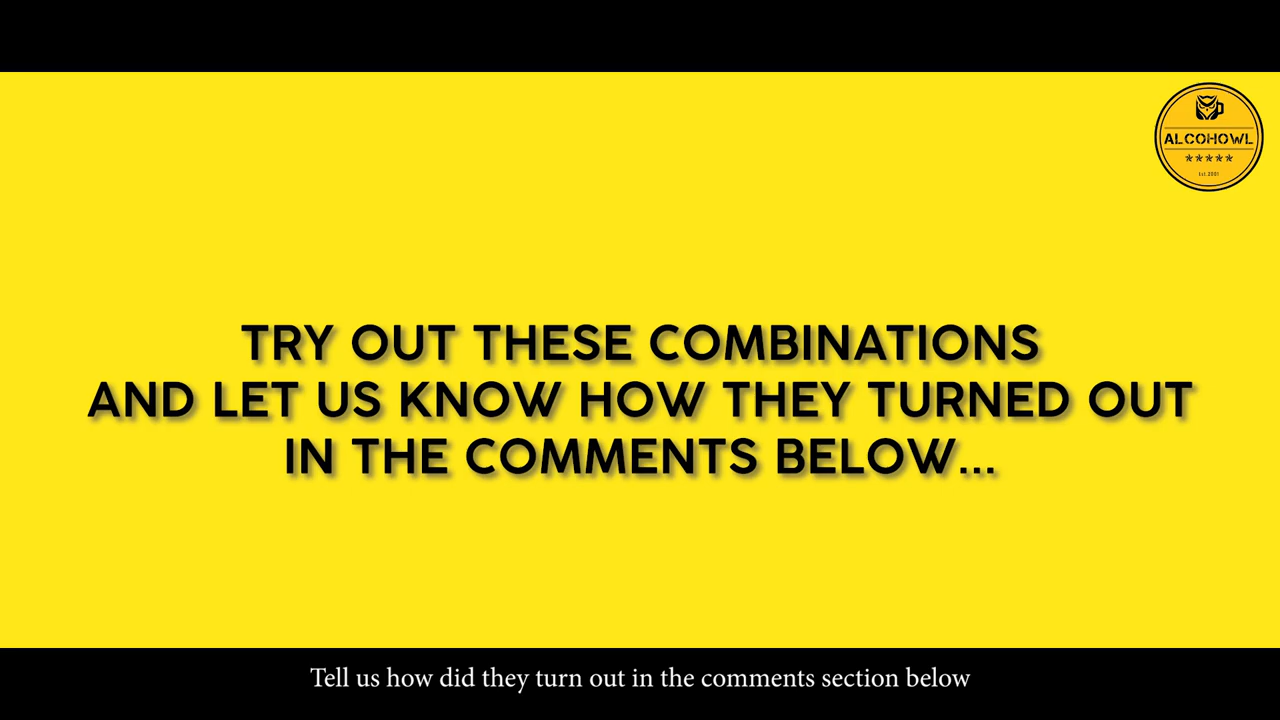 ALCOHOWL
Est.2001
TRY OUT THESE COMBINATIONS
AND LET US KNOW HOW THEY TURNED OUT
IN THE COMMENTS BELOW...
Tell us how did they turn out in the comments section below